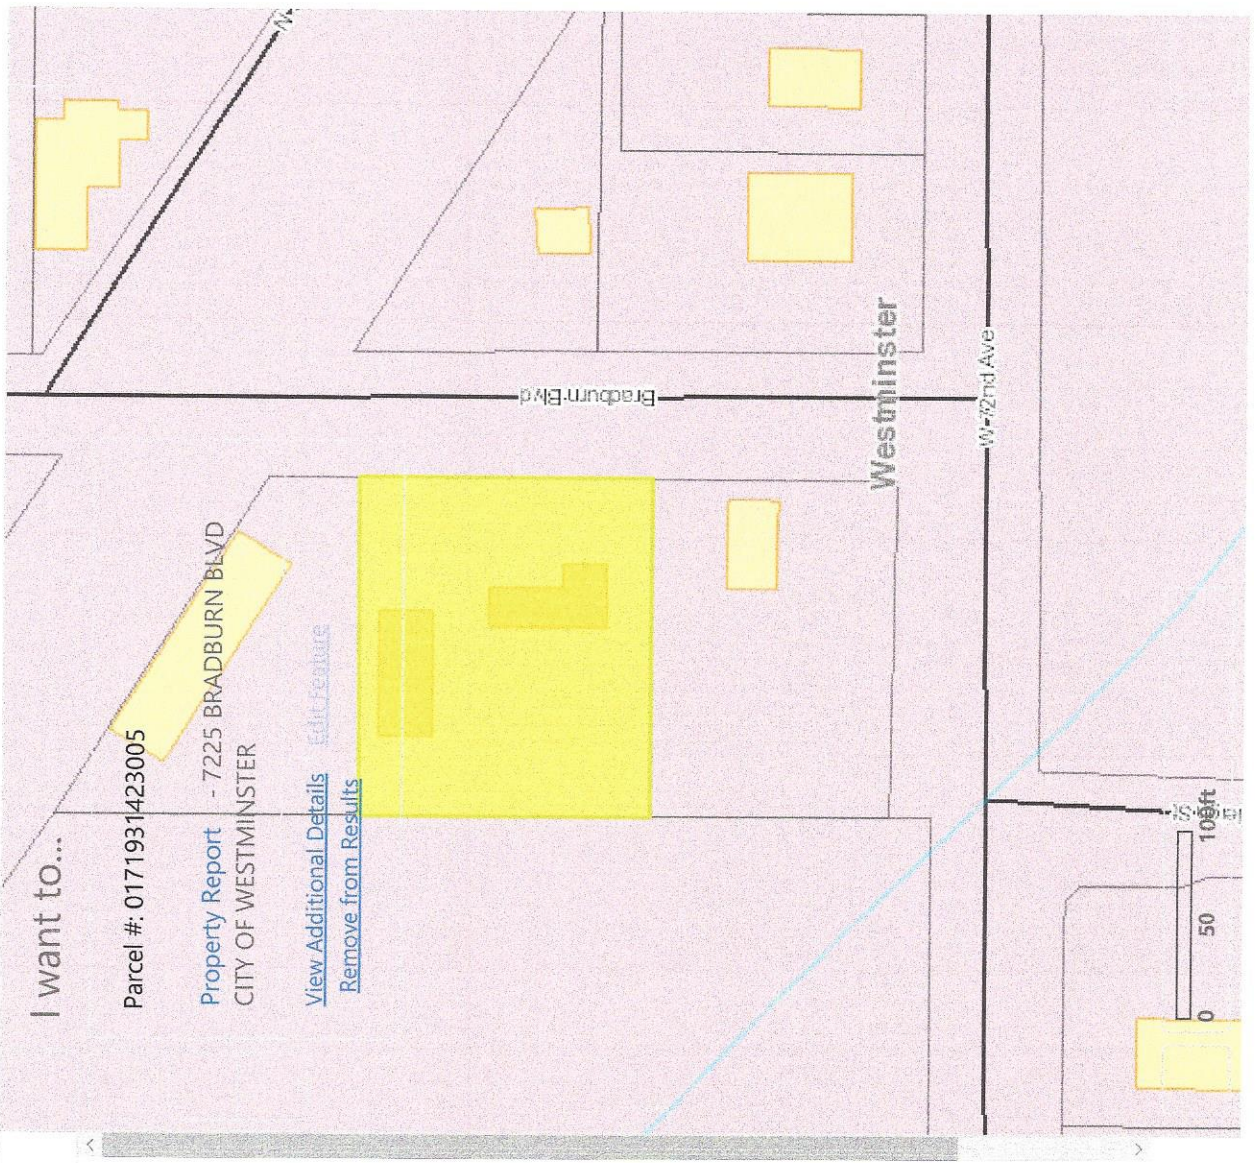 I want to...
Parcel #: 0171931423005
Property Report - 7225 BRADBURN BLVD
CITY OF WESTMINSTER
View Additional Details Edit Feature
Remove from Results
Bradburn Blvd
Westminster
W 72nd Ave
0 50 100ft